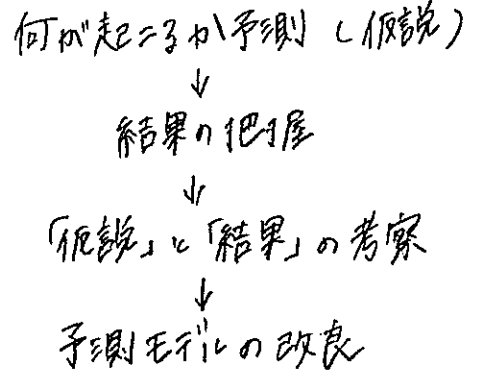 何が起こるか予測（仮説）
↓
結果の把握
↓
「仮説」と「結果」の考察
↓
予測モデルの改良